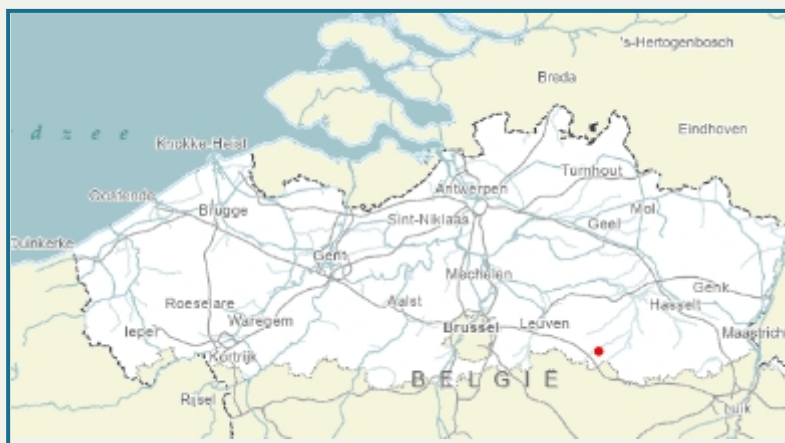 's-Hertogenbosch
Breda
Eindhoven
d z e e
Knokke-Heist
Turnhout
Antwerpen
Oostende
Brugge
Sint-Niklaas
Geel
Mol
Duinkerke
Gent
Mechelen
Genk
Roeselare
Aalst
Hasselt
Waregem
Brussel
Leuven
Maastrich
Ieper
Kortrijk
BELGIË
Rijsel
Luik